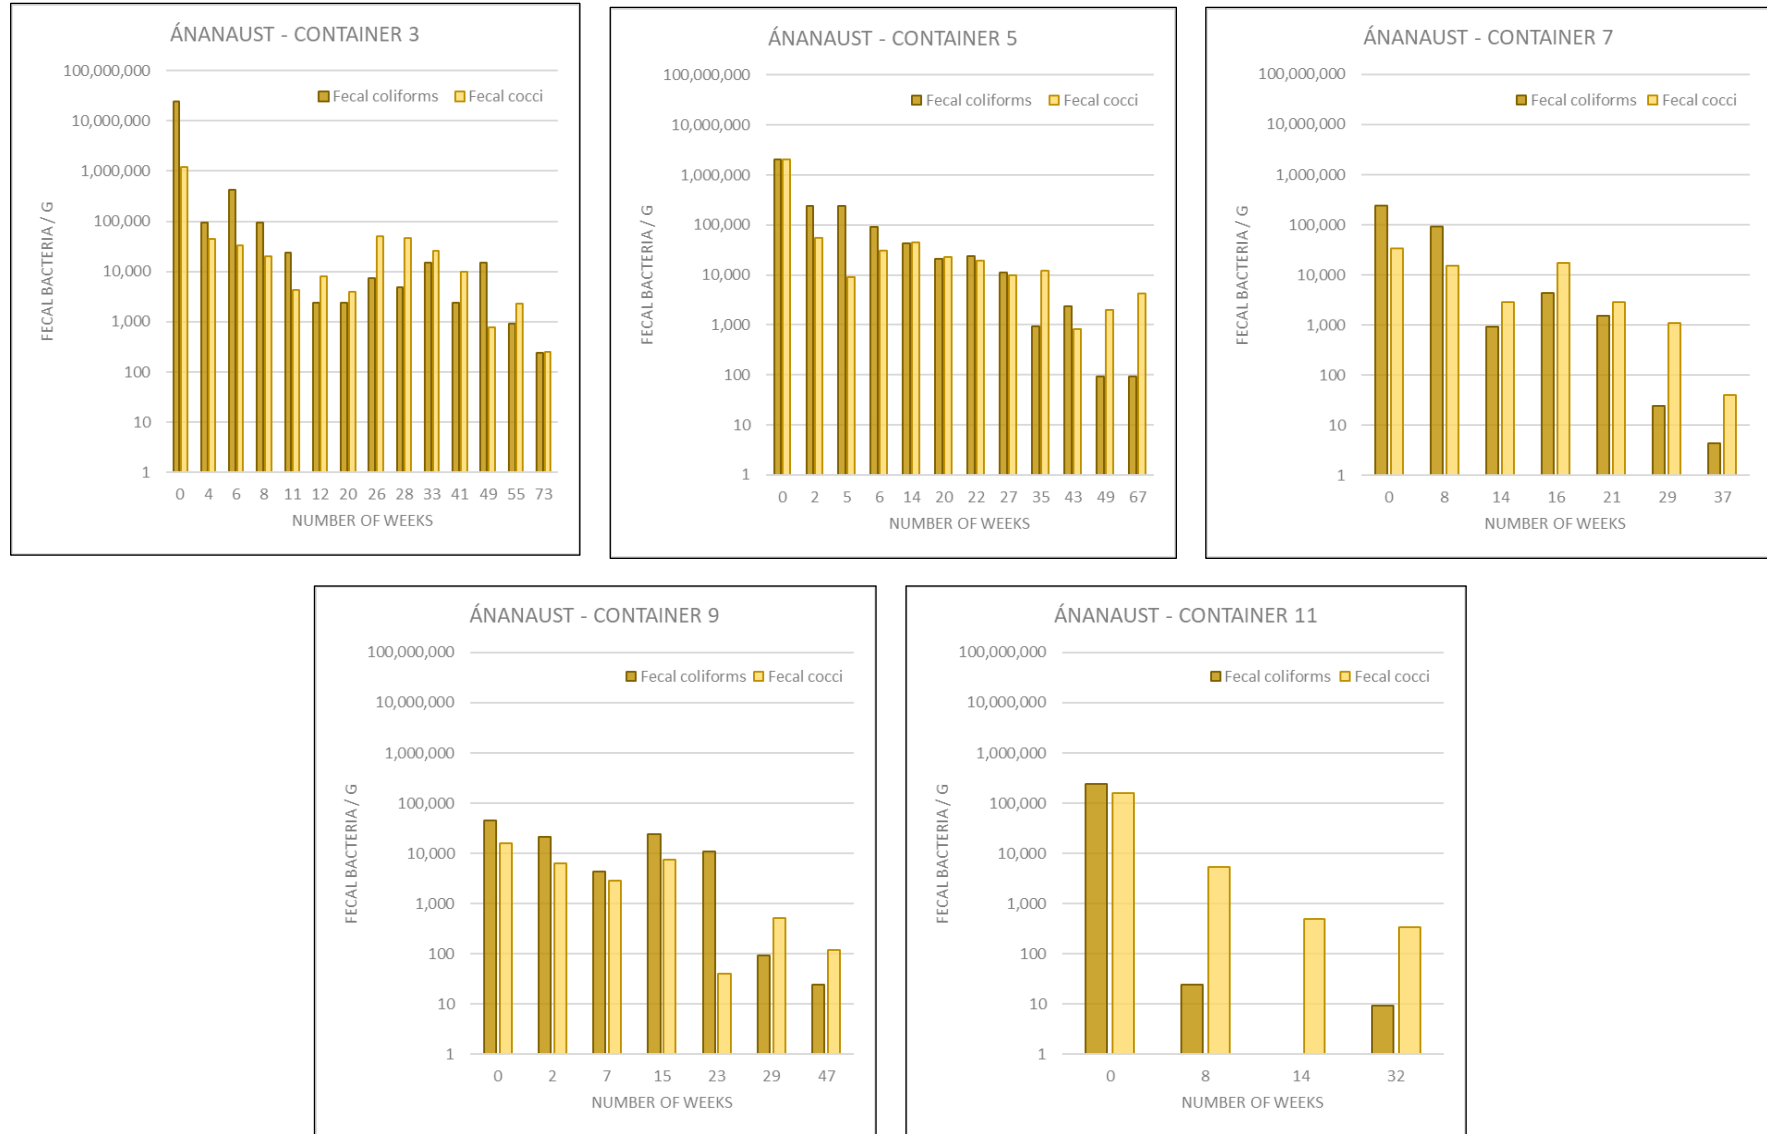 ÁNANAUST - CONTAINER 3
100,000,000
Fecal coliforms Fecal cocci
10,000,000
1,000,000
100,000
10,000
1,000
100
10
1
FECAL BACTERIA / G
0 4 6 8 11 12 20 26 28 33 41 49 55 73
NUMBER OF WEEKS
ÁNANAUST - CONTAINER 5
100,000,000
Fecal coliforms Fecal cocci
10,000,000
1,000,000
100,000
10,000
1,000
100
10
1
FECAL BACTERIA / G
0 2 5 6 14 20 22 27 35 43 49 67
NUMBER OF WEEKS
ÁNANAUST - CONTAINER 7
100,000,000
Fecal coliforms Fecal cocci
10,000,000
1,000,000
100,000
10,000
1,000
100
10
1
FECAL BACTERIA / G
0 8 14 16 21 29 37
NUMBER OF WEEKS
ÁNANAUST - CONTAINER 9
100,000,000
Fecal coliforms Fecal cocci
10,000,000
1,000,000
100,000
10,000
1,000
100
10
1
FECAL BACTERIA / G
0 2 7 15 23 29 47
NUMBER OF WEEKS
ÁNANAUST - CONTAINER 11
100,000,000
Fecal coliforms Fecal cocci
10,000,000
1,000,000
100,000
10,000
1,000
100
10
1
FECAL BACTERIA / G
0 8 14 32
NUMBER OF WEEKS